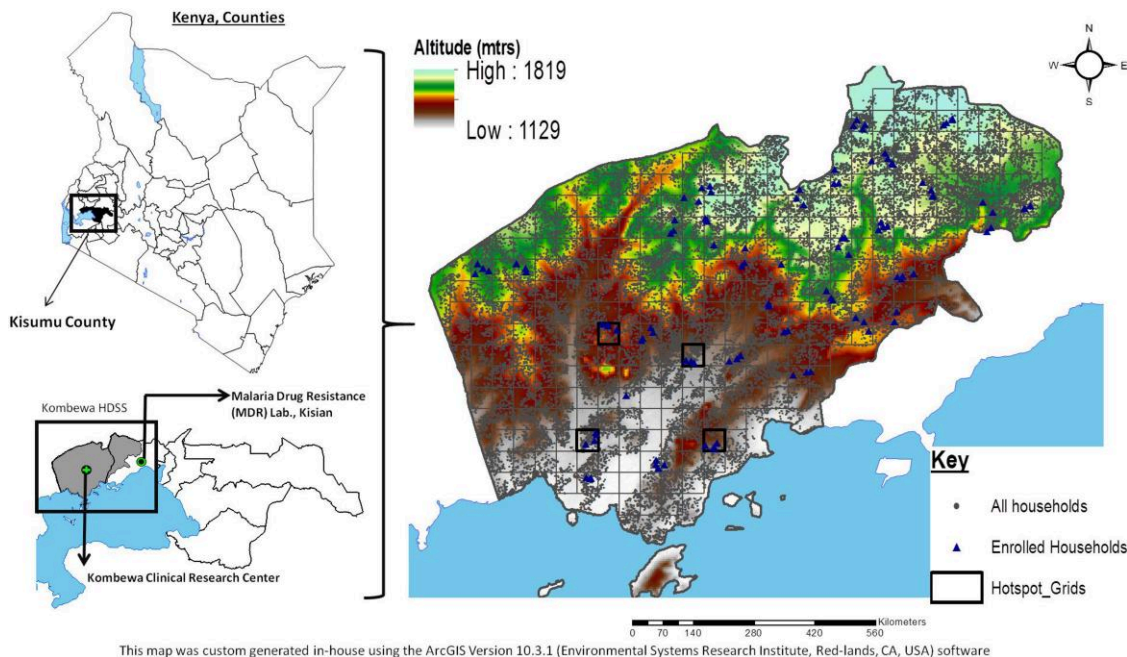 Kenya, Counties
Kisumu County
Kombewa HDSS
Malaria Drug Resistance
(MDR) Lab., Kisian
Kombewa Clinical Research Center
Altitude (mtrs)
High : 1819
Low : 1129
N
W
E
S
Key
All households
Enrolled Households
Hotspot_Grids
Kilometers
0 70 140 280 420 560
This map was custom generated in-house using the ArcGIS Version 10.3.1 (Environmental Systems Research Institute, Red-lands, CA, USA) software